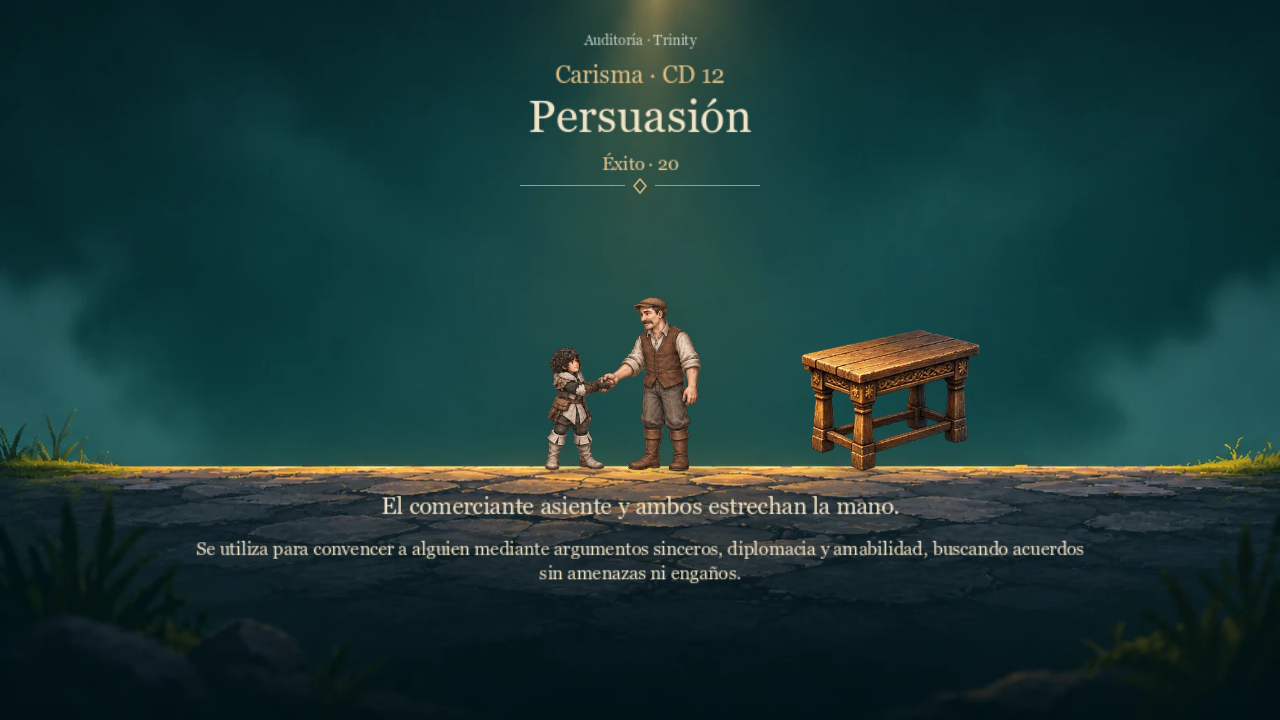 Auditoría · Trinity
Carisma · CD 12
Persuasión
Éxito · 20
El comerciante asiente y ambos estrechan la mano.
Se utiliza para convencer a alguien mediante argumentos sinceros, diplomacia y amabilidad, buscando acuerdos
sin amenazas ni engaños.